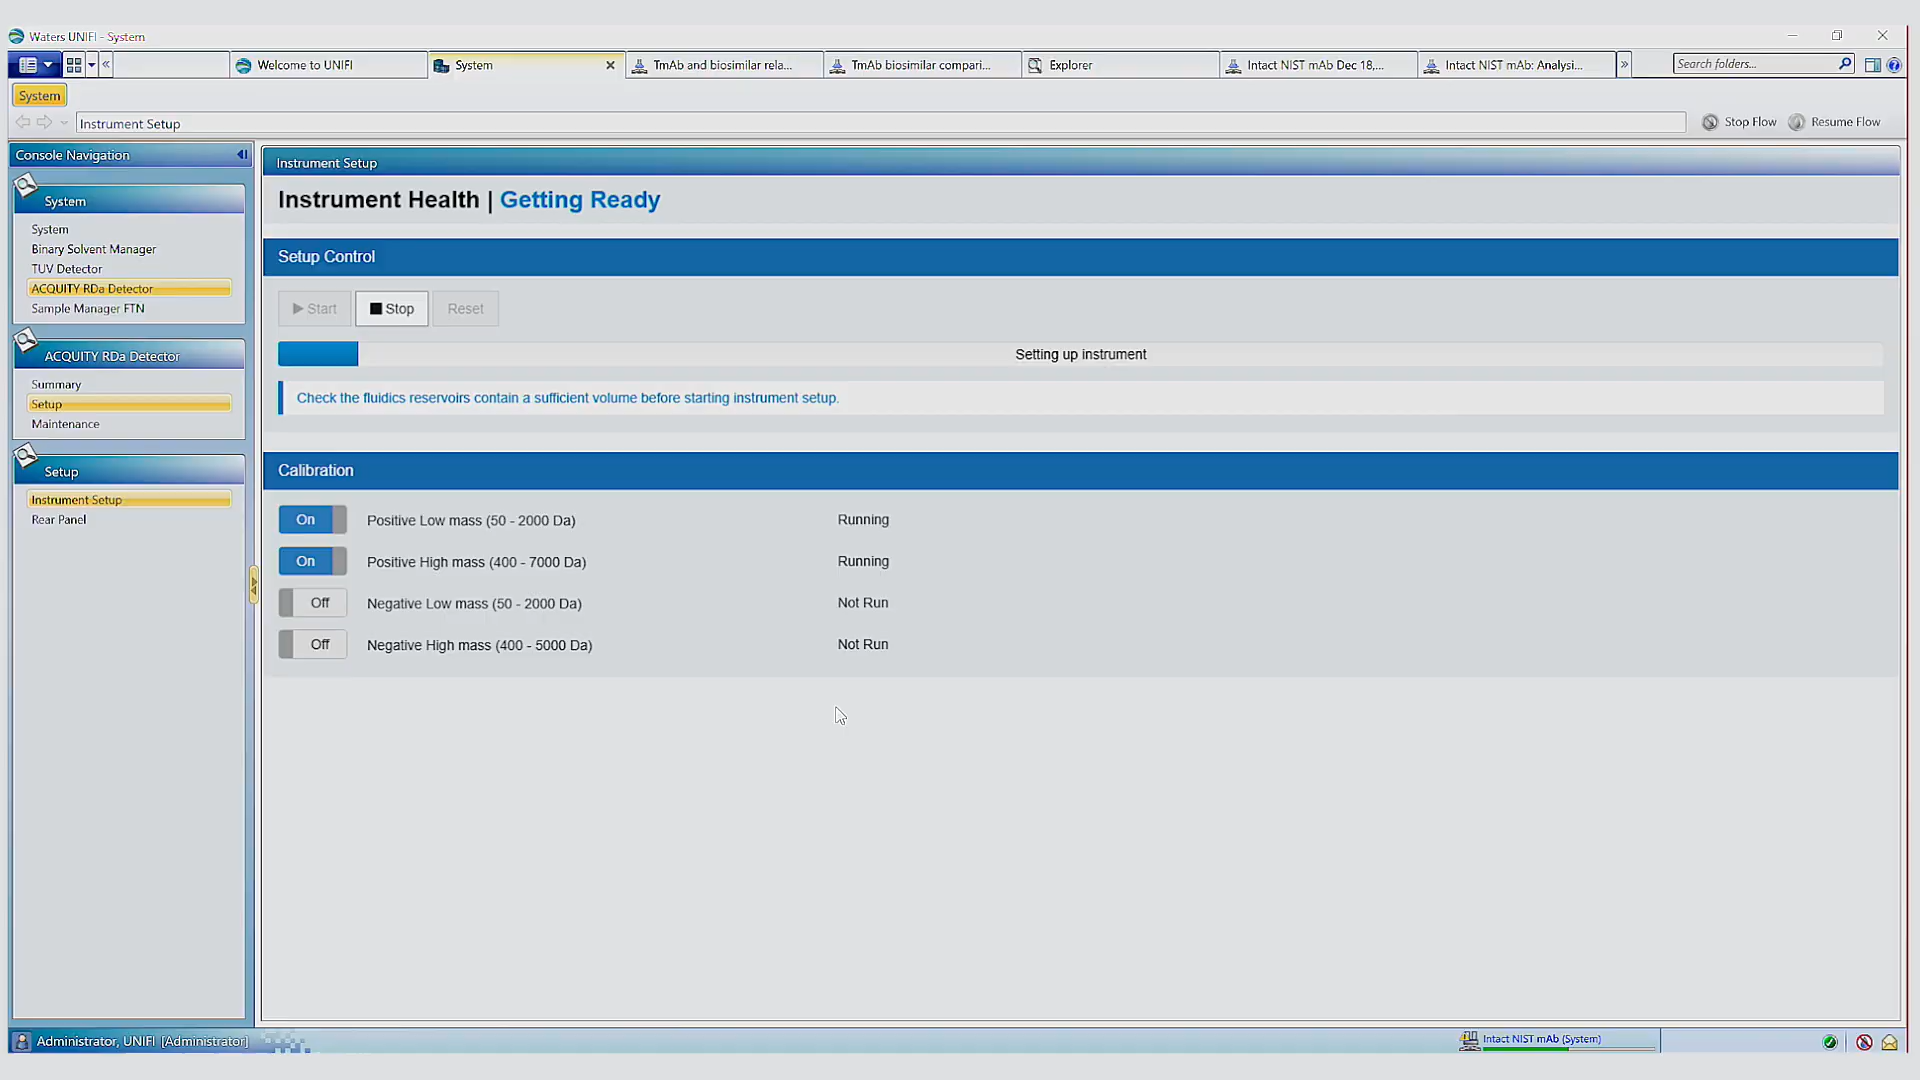 Waters UNIFI - System
Welcome to UNIFI
System
TmAb and biosimilar rela...
TmAb biosimilar compari...
Explorer
Intact NIST mAb Dec 18,...
Intact NIST mAb: Analysi...
Search folders...
System
Instrument Setup
Stop Flow
Resume Flow
Console Navigation
System
System
Binary Solvent Manager
TUV Detector
ACQUITY RDa Detector
Sample Manager FTN
ACQUITY RDa Detector
Summary
Setup
Maintenance
Setup
Instrument Setup
Rear Panel
Instrument Setup
Instrument Health | Getting Ready
Setup Control
Start
Stop
Reset
Setting up instrument
Check the fluidics reservoirs contain a sufficient volume before starting instrument setup.
Calibration
On Positive Low mass (50 - 2000 Da) Running
On Positive High mass (400 - 7000 Da) Running
Off Negative Low mass (50 - 2000 Da) Not Run
Off Negative High mass (400 - 5000 Da) Not Run
Administrator, UNIFI [Administrator]
Intact NIST mAb (System)